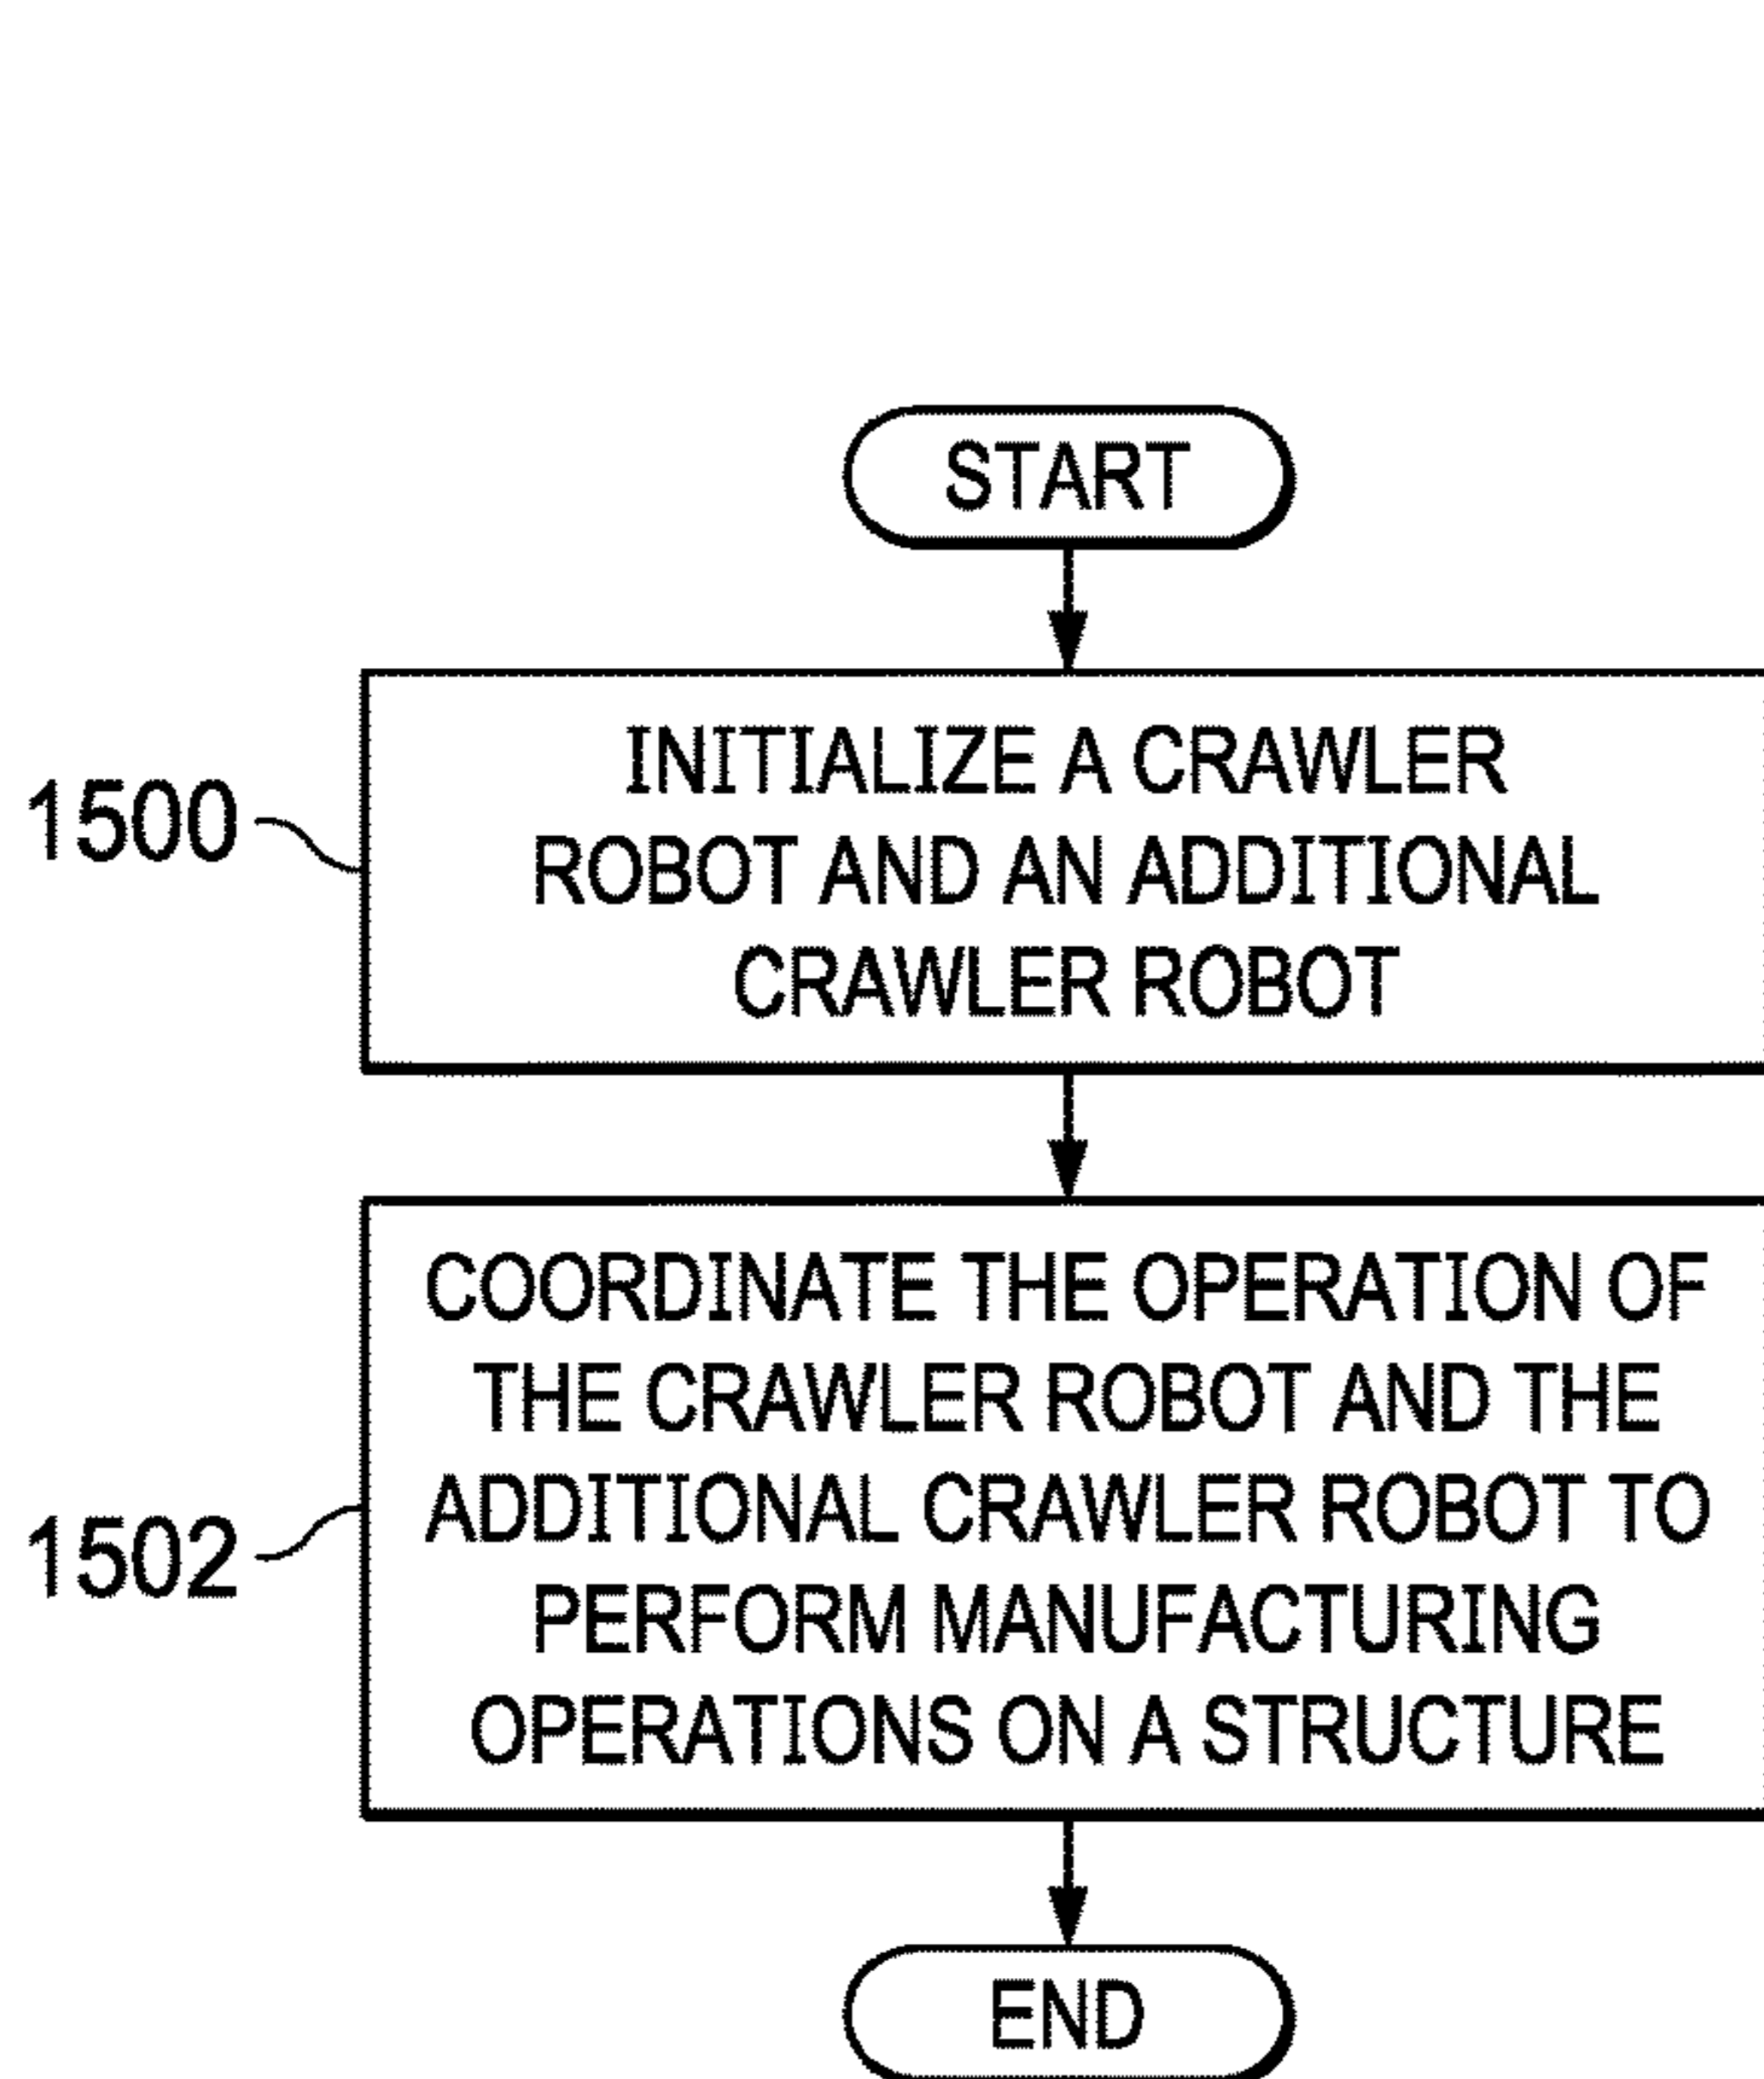 START
1500
INITIALIZE A CRAWLER
ROBOT AND AN ADDITIONAL
CRAWLER ROBOT
1502
COORDINATE THE OPERATION OF
THE CRAWLER ROBOT AND THE
ADDITIONAL CRAWLER ROBOT TO
PERFORM MANUFACTURING
OPERATIONS ON A STRUCTURE
END